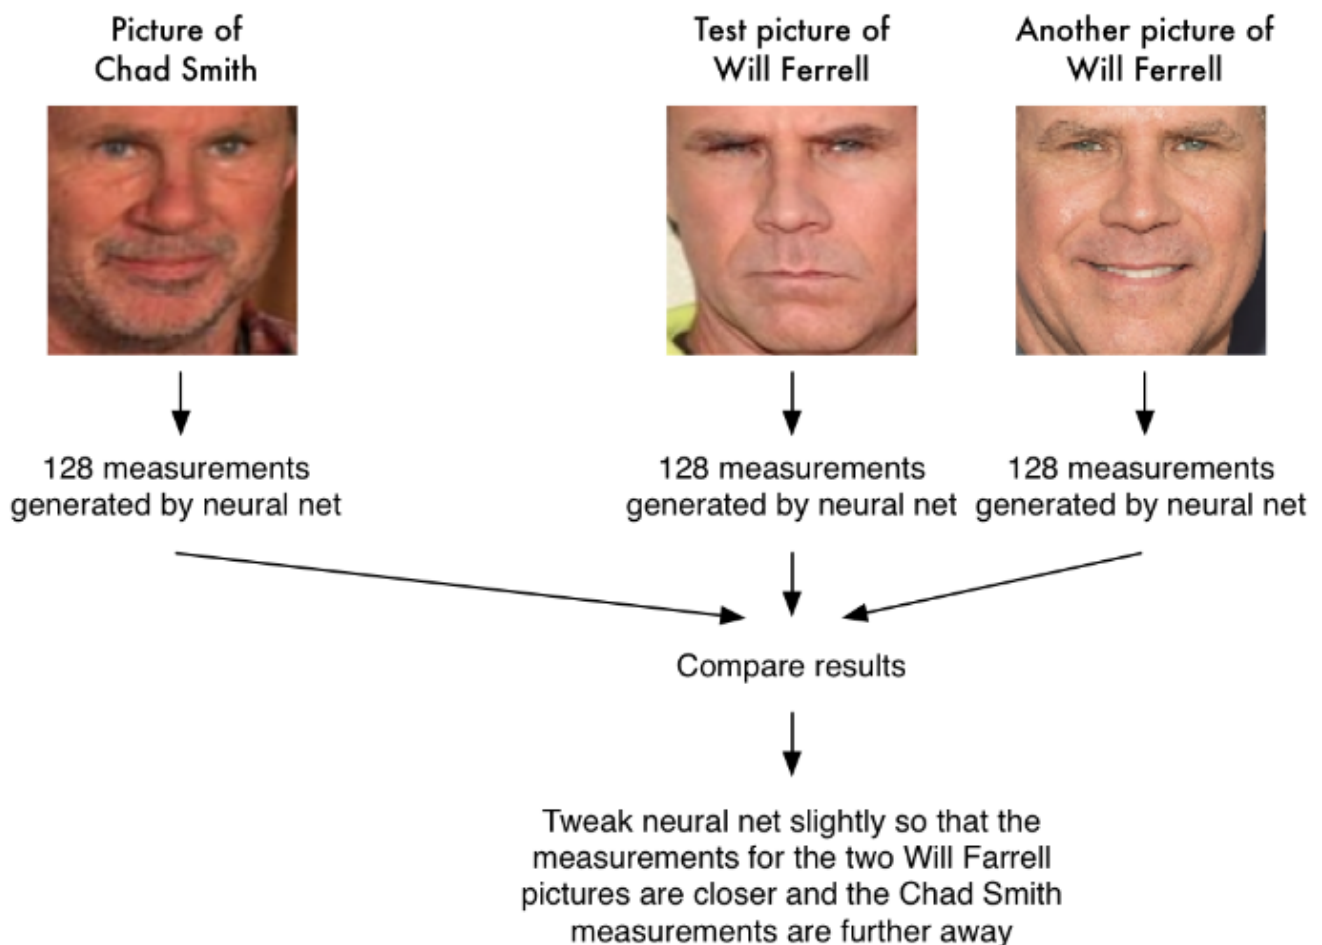 Picture of
Chad Smith
Test picture of
Will Ferrell
Another picture of
Will Ferrell
128 measurements
generated by neural net
128 measurements
generated by neural net
128 measurements
generated by neural net
Compare results
Tweak neural net slightly so that the
measurements for the two Will Farrell
pictures are closer and the Chad Smith
measurements are further away